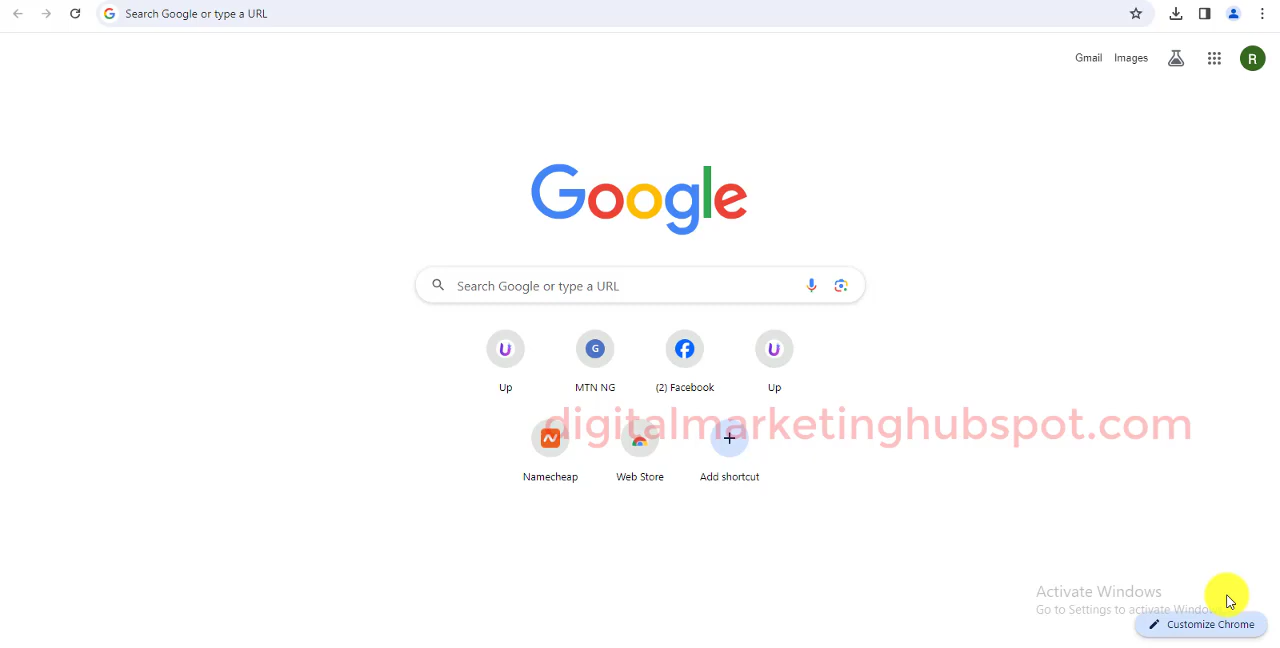 Search Google or type a URL
Gmail Images R
Google
Search Google or type a URL
Up MTN NG (2) Facebook Up
digitalmarketinghubspot.com
Namecheap Web Store Add shortcut
Activate Windows
Go to Settings to activate
Customize Chrome